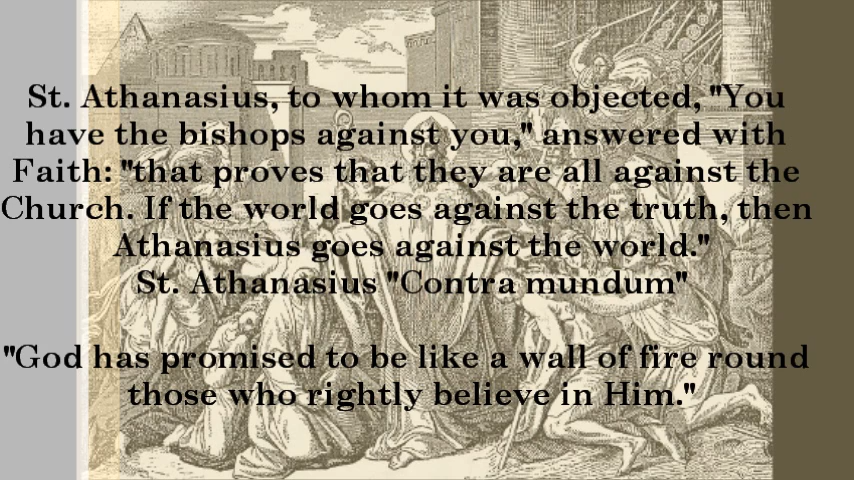 St. Athanasius, to whom it was objected, "You
have the bishops against you," answered with
Faith: "that proves that they are all against the
Church. If the world goes against the truth, then
Athanasius goes against the world."
St. Athanasius "Contra mundum"
"God has promised to be like a wall of fire round
those who rightly believe in Him."